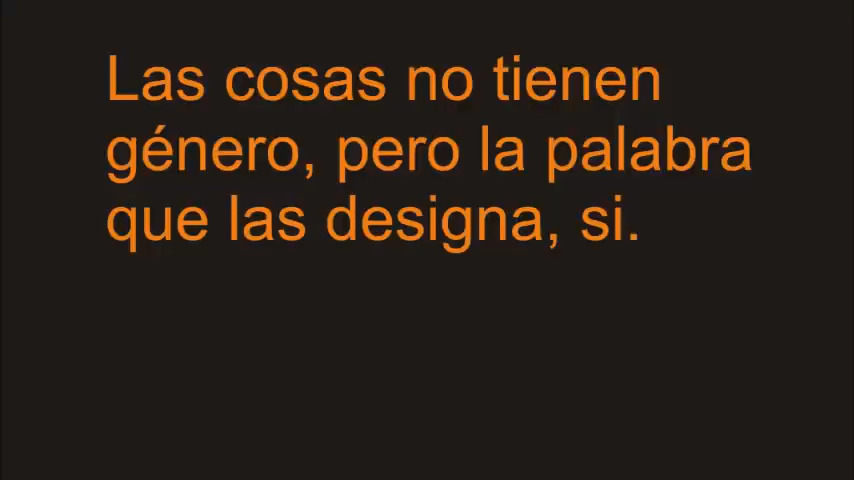 Las cosas no tienen
género, pero la palabra
que las designa, si.